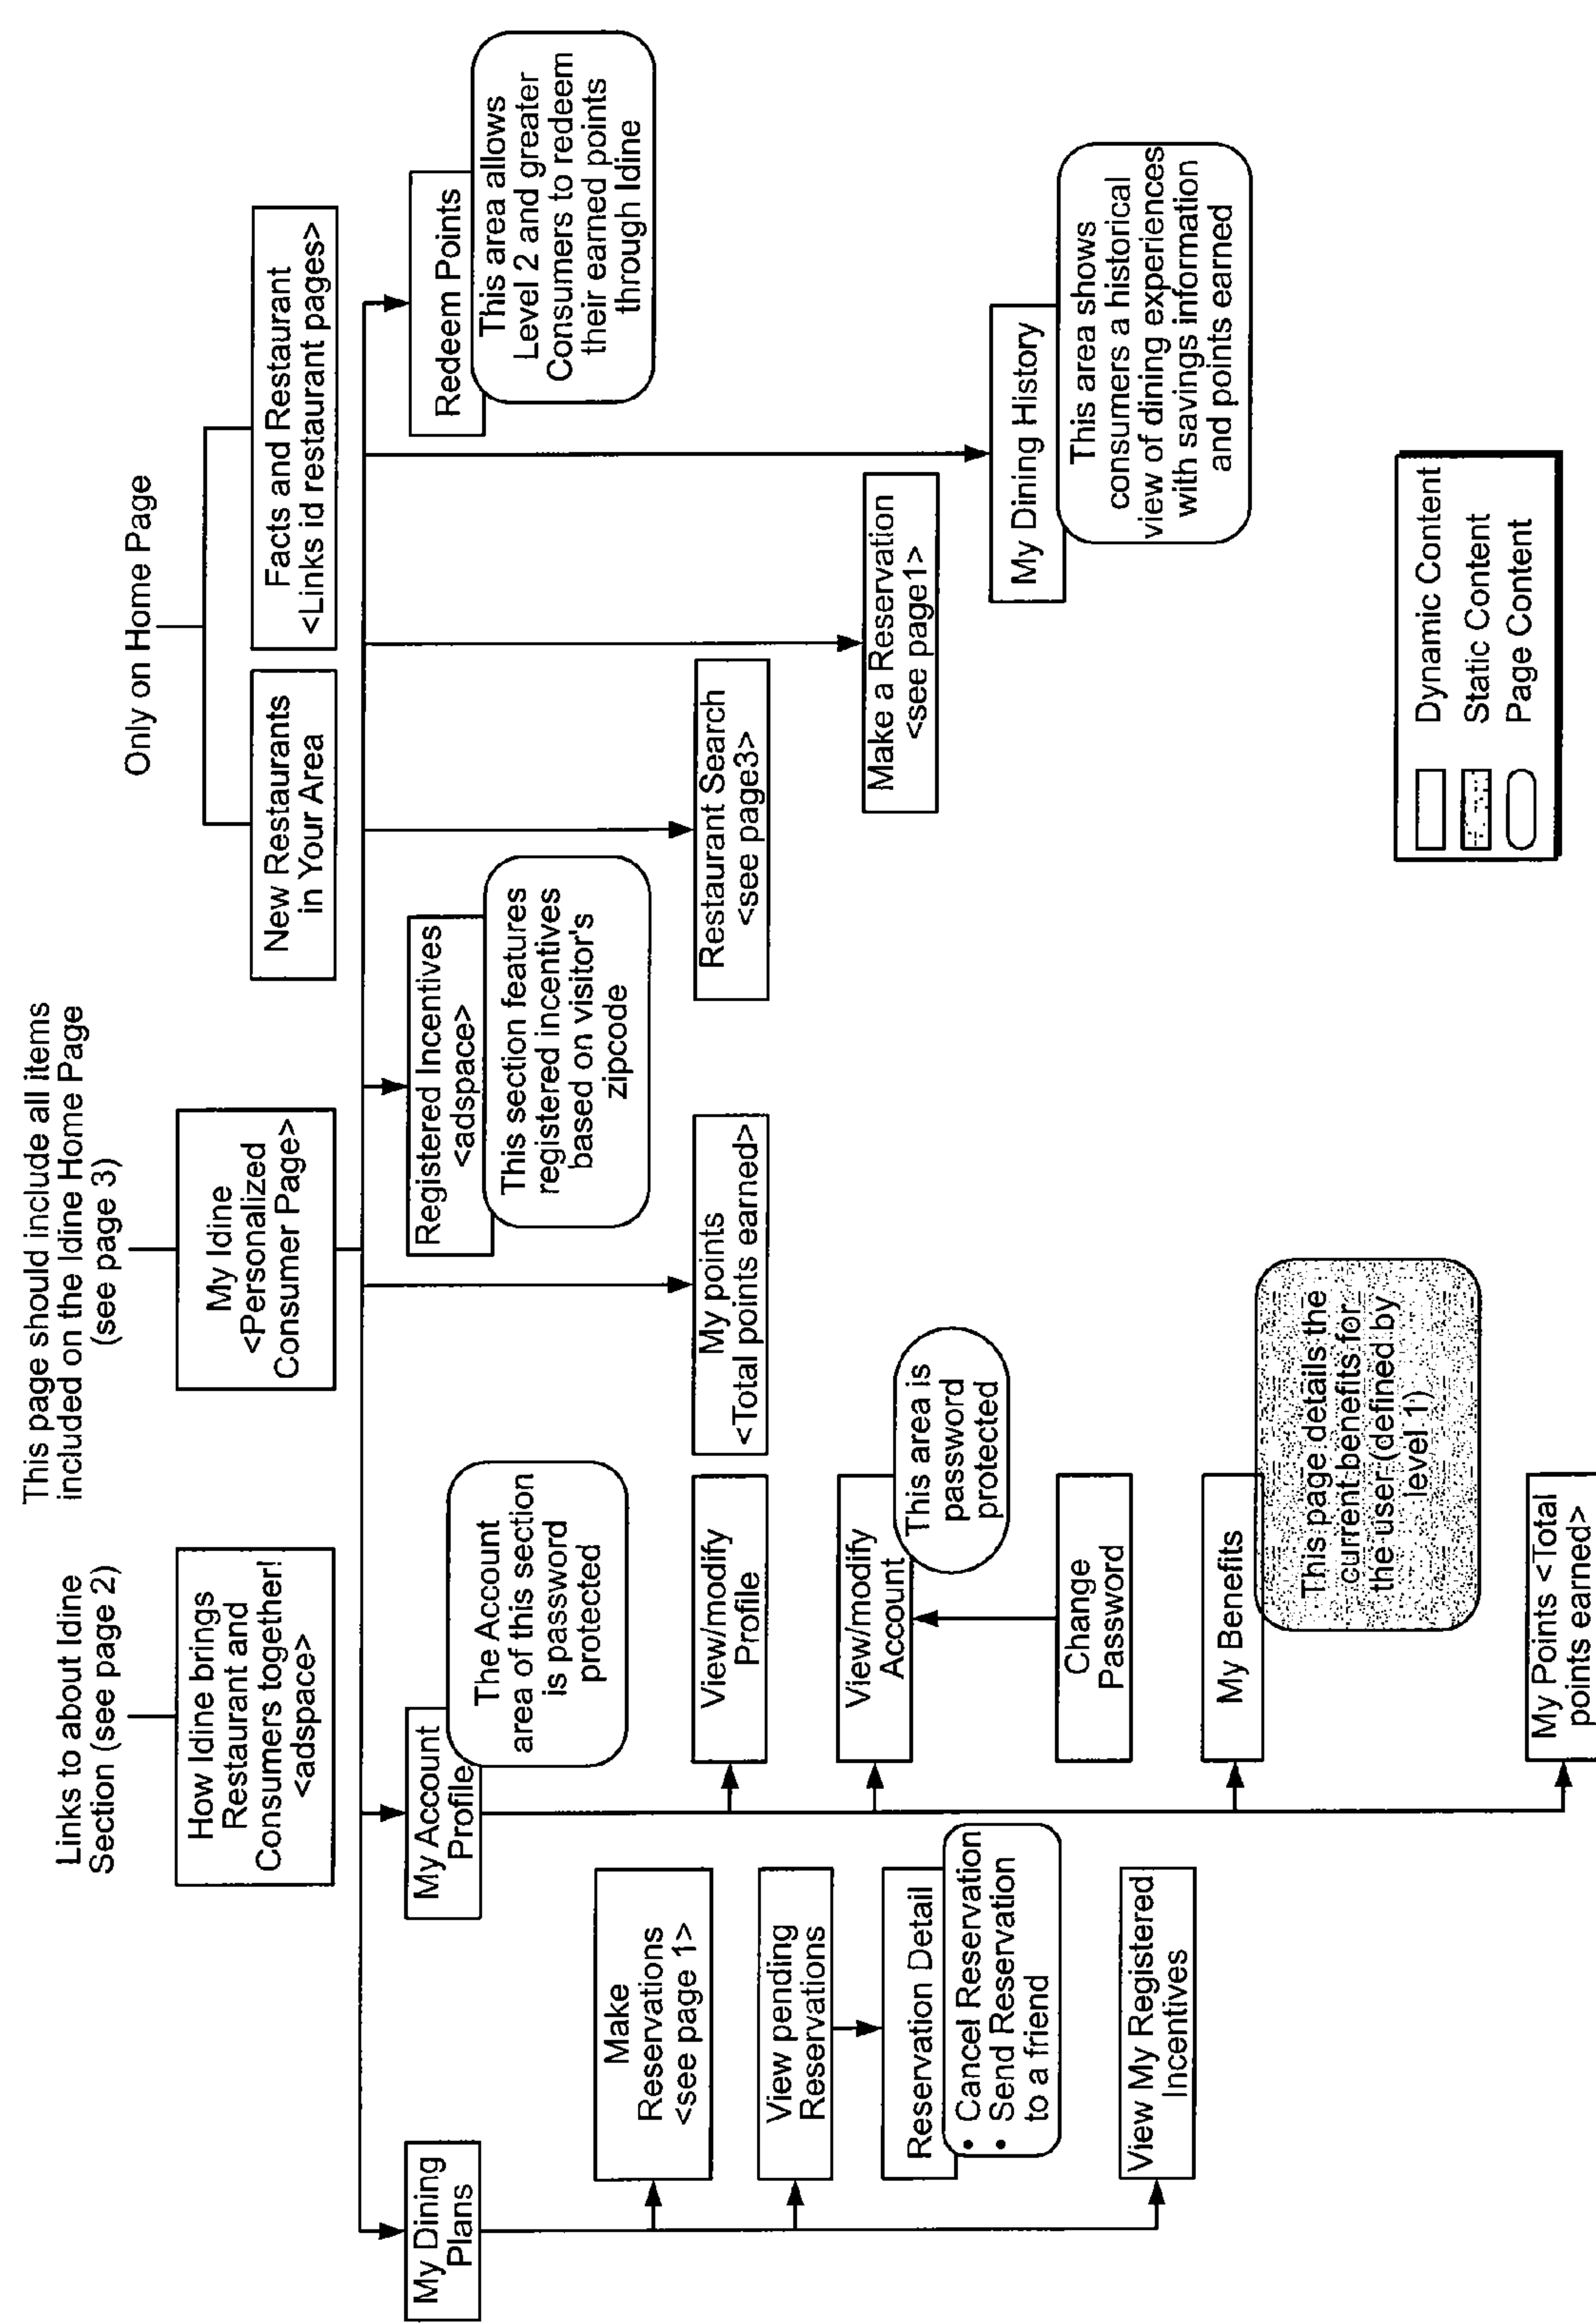 Links to about Idine
Section (see page 2)
How Idine brings
Restaurant and
Consumers together!
<adspace>
This page should include all items
included on the Idine Home Page
(see page 3)
My Idine
<Personalized
Consumer Page>
Only on Home Page
New Restaurants
in Your Area
Facts and Restaurant
<Links id restaurant pages>
My Dining
Plans
Make
Reservations
<see page 1>
View pending
Reservations
Reservation Detail
• Cancel Reservation
• Send Reservation
to a friend
View My Registered
Incentives
My Account
Profile
The Account
area of this section
is password
protected
View/modify
Profile
View/modify
Account
This area is
password
protected
Change
Password
My Benefits
This page details the
current benefits for
the user (defined by
level 1)
My Points <Total
points earned>
My points
<Total points earned>
Registered Incentives
<adspace>
This section features
registered incentives
based on visitor's
zipcode
Restaurant Search
<see page3>
Make a Reservation
<see page1>
My Dining History
This area shows
consumers a historical
view of dining experiences
with savings information
and points earned
Redeem Points
This area allows
Level 2 and greater
Consumers to redeem
their earned points
through Idine
Dynamic Content
Static Content
Page Content